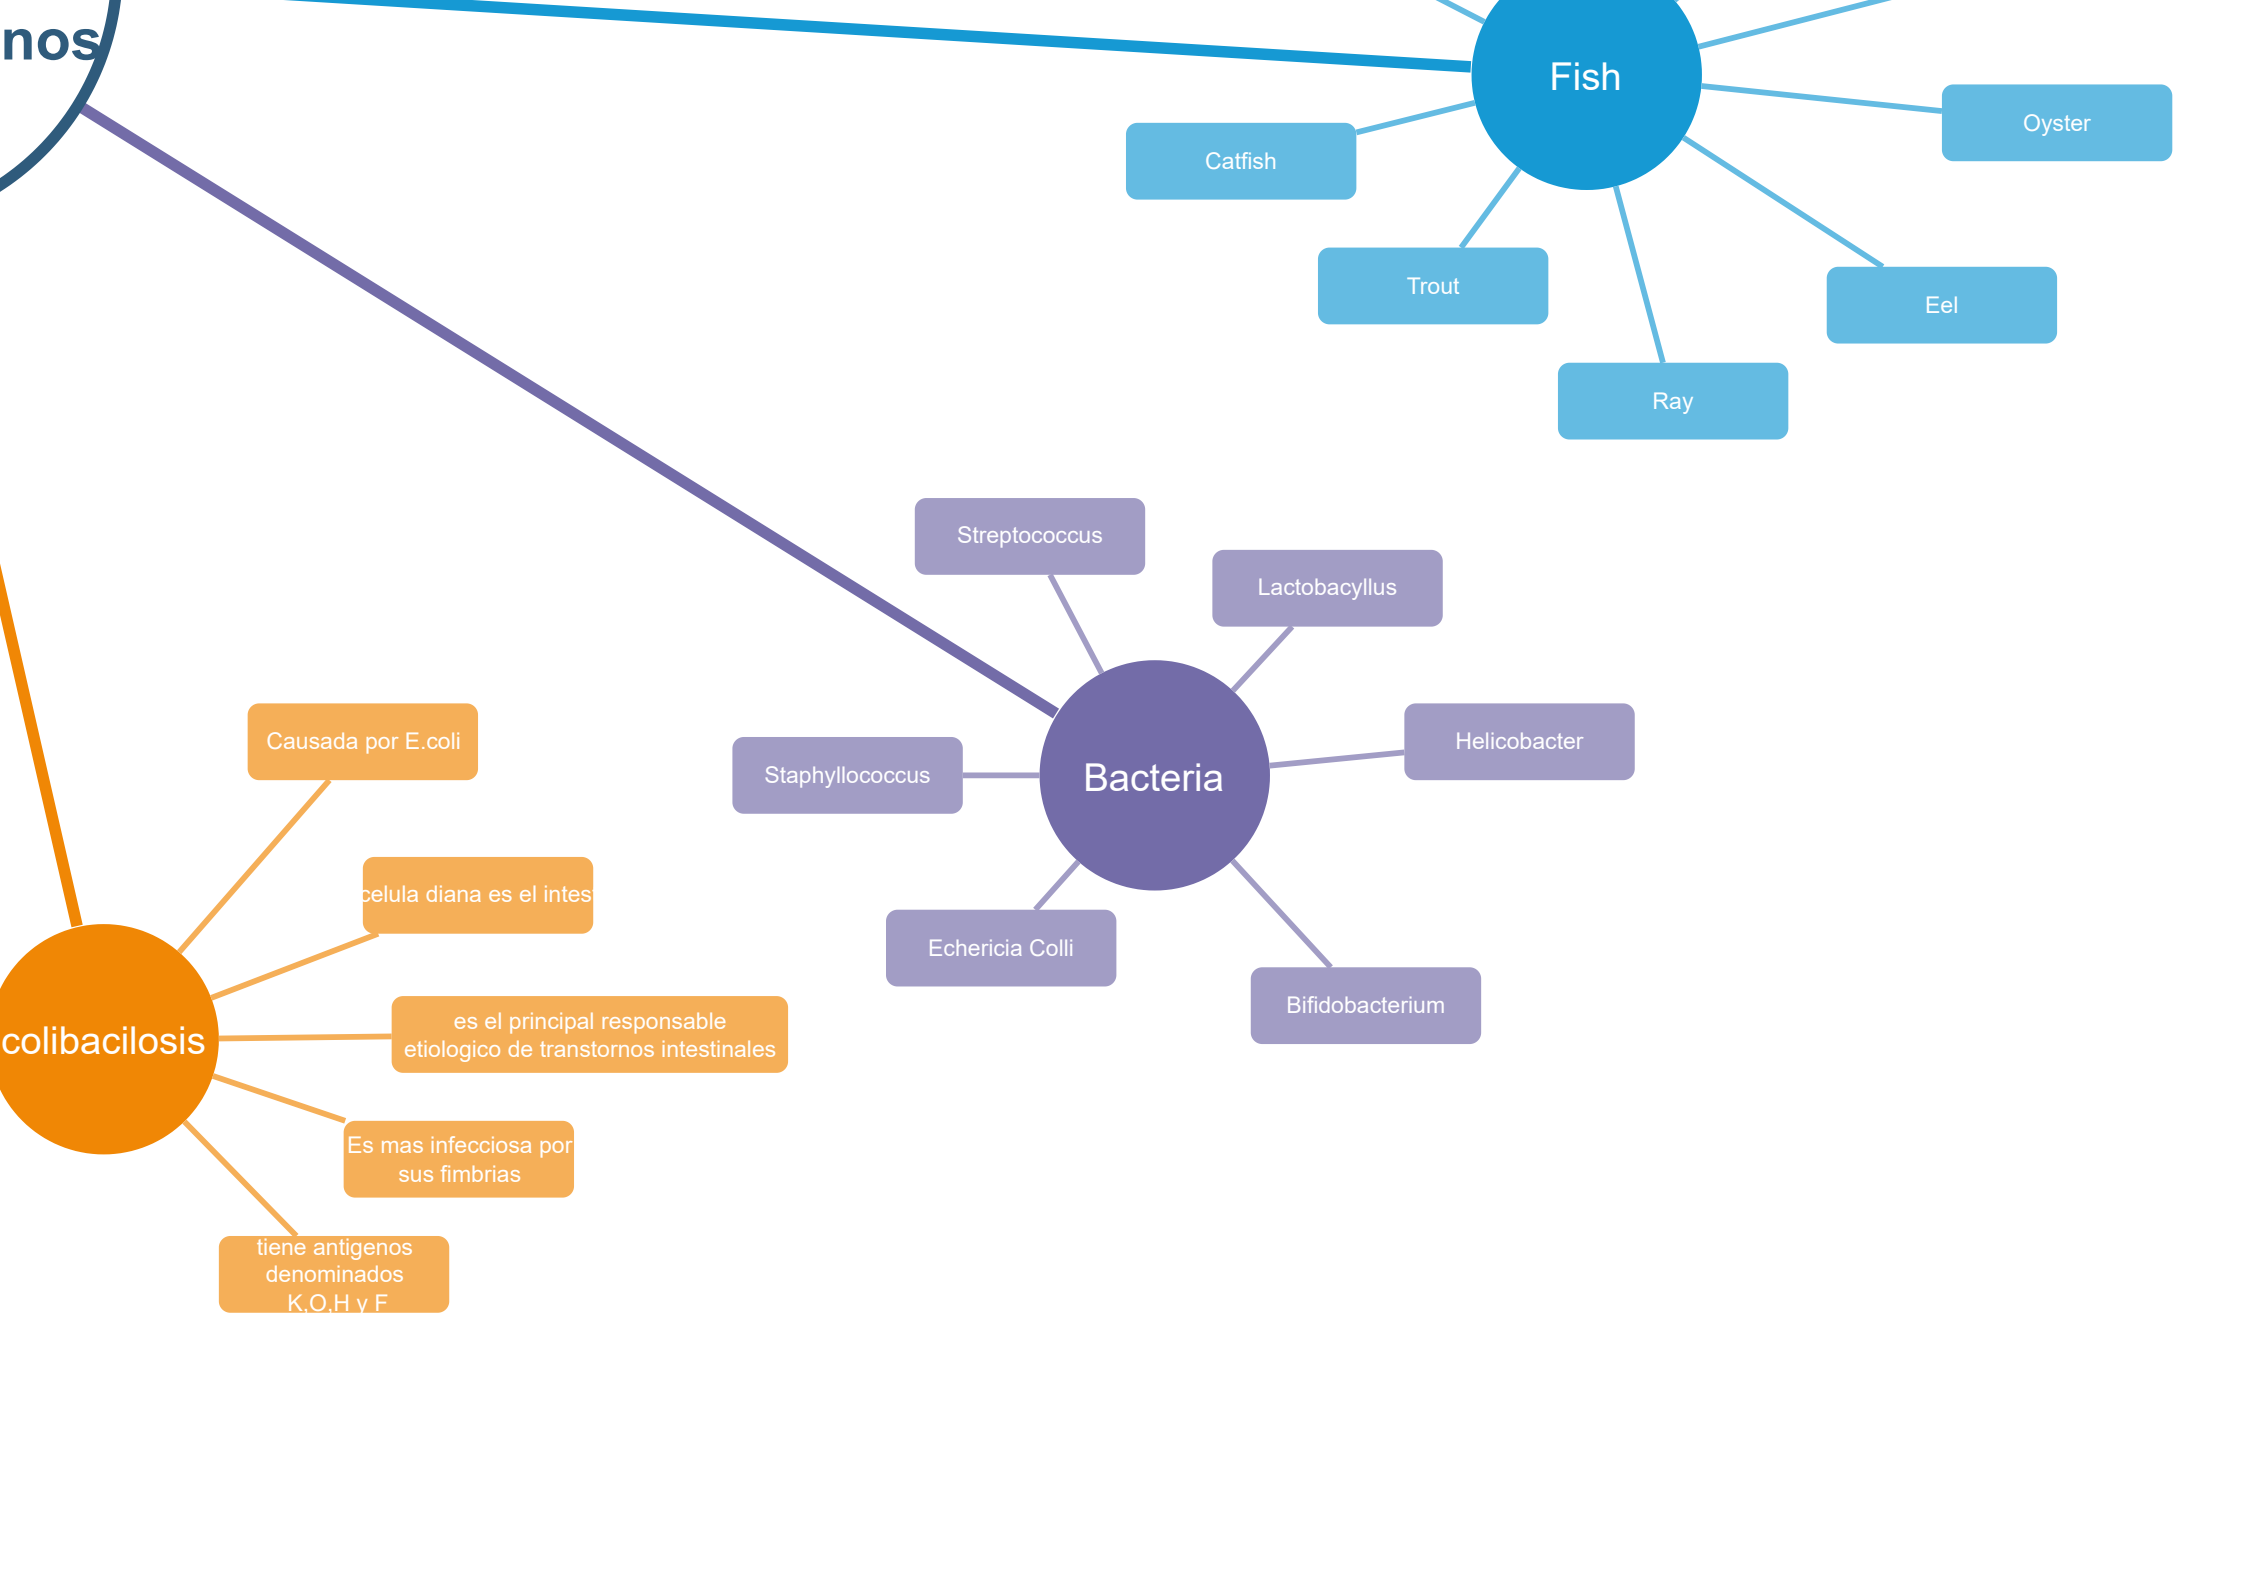 nos
Fish
Oyster
Catfish
Trout
Eel
Ray
Streptococcus
Lactobacyllus
Helicobacter
Staphyllococcus
Bacteria
Echericia Colli
Bifidobacterium
Causada por E.coli
celula diana es el intes
colibacilosis
es el principal responsable
etiologico de transtornos intestinales
Es mas infecciosa por
sus fimbrias
tiene antigenos
denominados
K,O,H y F